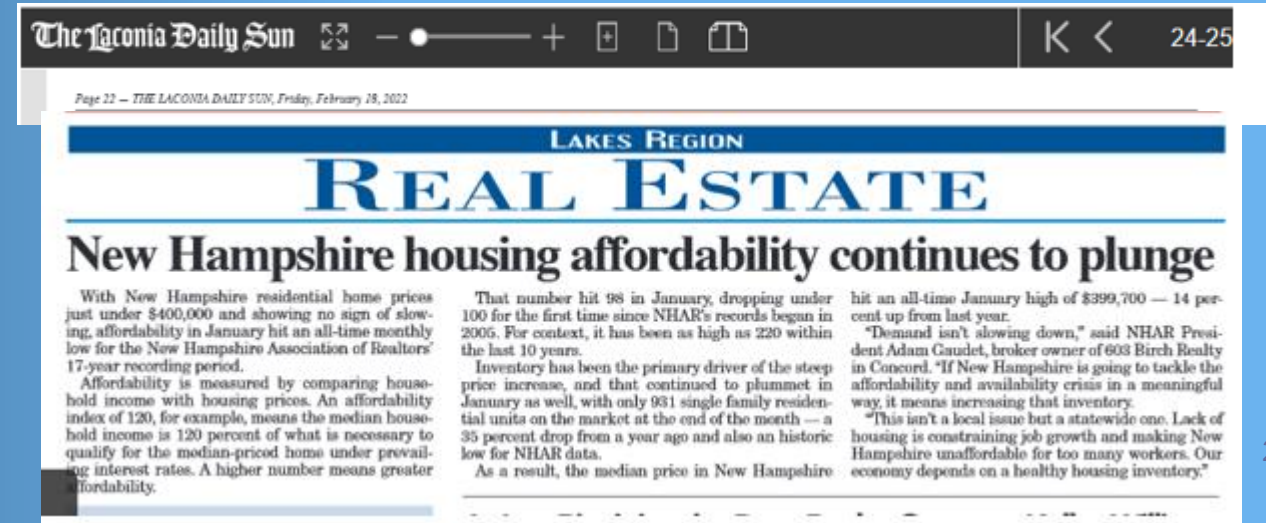 The Laconia Daily Sun
24-25
Page 22 — THE LACONIA DAILY SUN, Friday, February 18, 2022
LAKES REGION
REAL ESTATE
New Hampshire housing affordability continues to plunge
With New Hampshire residential home prices
just under $400,000 and showing no sign of slow-
ing, affordability in January hit an all-time monthly
low for the New Hampshire Association of Realtors'
17-year recording period.
Affordability is measured by comparing house-
hold income with housing prices. An affordability
index of 120, for example, means the median house-
hold income is 120 percent of what is necessary to
qualify for the median-priced home under prevail-
ing interest rates. A higher number means greater
affordability.
That number hit 98 in January, dropping under
100 for the first time since NHAR's records began in
2005. For context, it has been as high as 220 within
the last 10 years.
Inventory has been the primary driver of the steep
price increase, and that continued to plummet in
January as well, with only 931 single family residen-
tial units on the market at the end of the month — a
35 percent drop from a year ago and also an historic
low for NHAR data.
As a result, the median price in New Hampshire
hit an all-time January high of $399,700 — 14 per-
cent up from last year.
"Demand isn't slowing down," said NHAR Presi-
dent Adam Gaudet, broker owner of 603 Birch Realty
in Concord. "If New Hampshire is going to tackle the
affordability and availability crisis in a meaningful
way, it means increasing that inventory.
"This isn't a local issue but a statewide one. Lack of
housing is constraining job growth and making New
Hampshire unaffordable for too many workers. Our
economy depends on a healthy housing inventory."